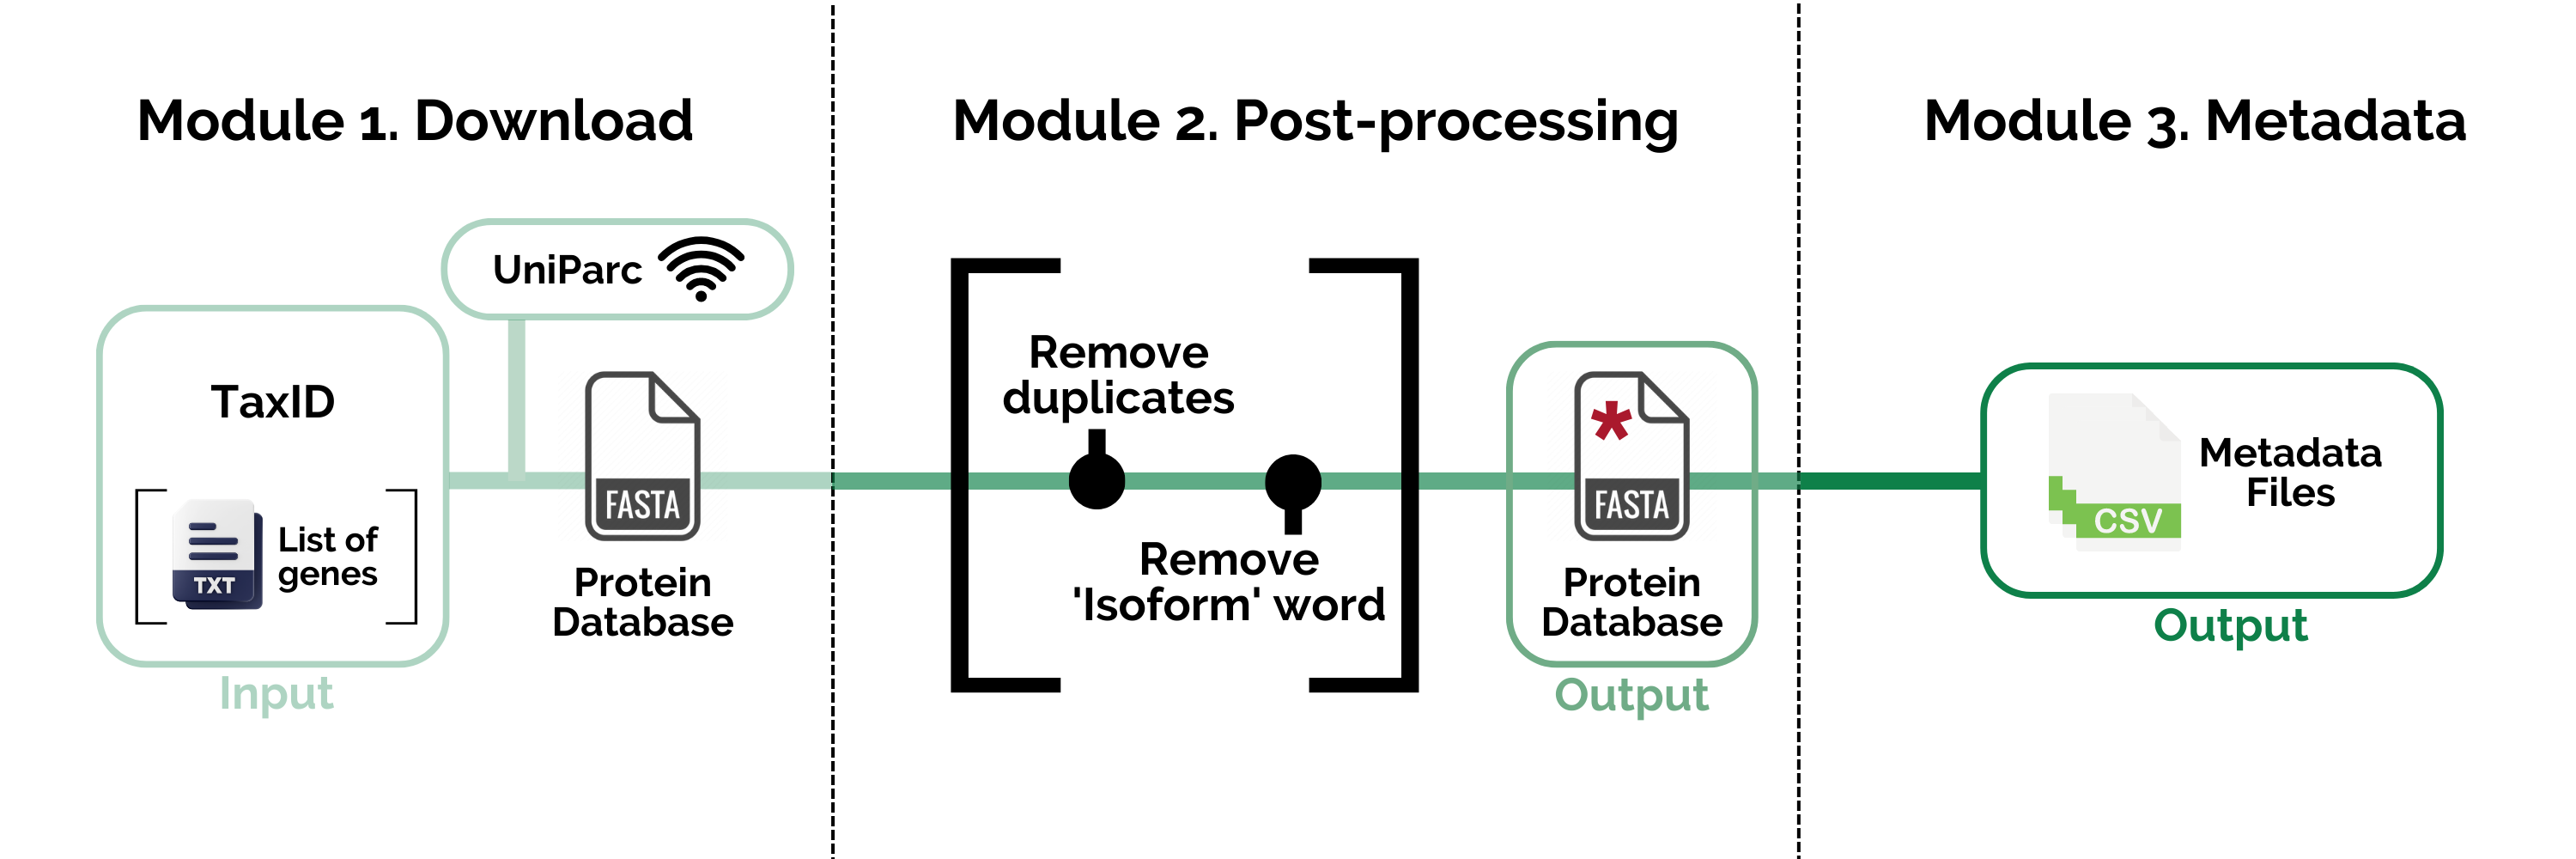 Module 1. Download
UniParc
TaxID
TXT
List of
genes
Input
FASTA
Protein
Database
Module 2. Post-processing
Remove
duplicates
Remove
'Isoform' word
*
FASTA
Protein
Database
Output
Module 3. Metadata
CSV
Metadata
Files
Output